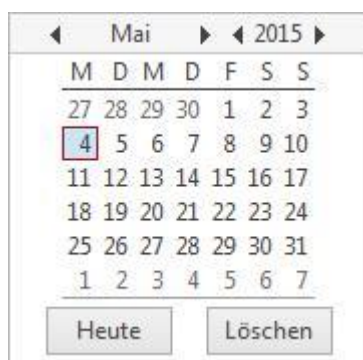 Mai 2015
M D M D F S S
27 28 29 30 1 2 3
4 5 6 7 8 9 10
11 12 13 14 15 16 17
18 19 20 21 22 23 24
25 26 27 28 29 30 31
1 2 3 4 5 6 7
Heute Löschen